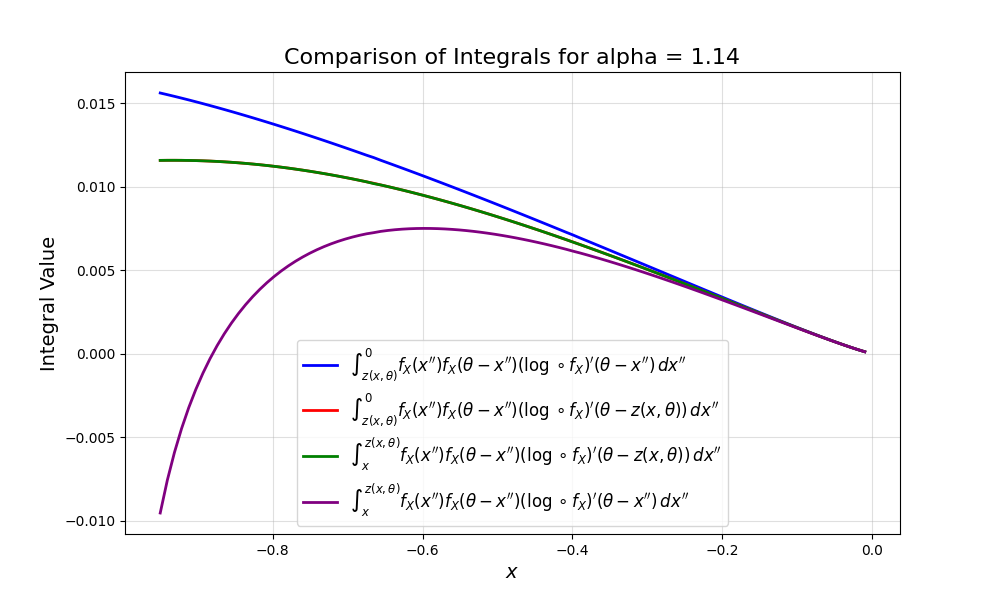 Comparison of Integrals for alpha = 1.14
Integral Value
0.015
0.010
0.005
0.000
−0.005
−0.010
∫_{z(x,θ)}^{0} f_X(x″)f_X(θ − x″)(log ∘ f_X)′(θ − x″) dx″
∫_{z(x,θ)}^{0} f_X(x″)f_X(θ − x″)(log ∘ f_X)′(θ − z(x, θ)) dx″
∫_{x}^{z(x,θ)} f_X(x″)f_X(θ − x″)(log ∘ f_X)′(θ − z(x, θ)) dx″
∫_{x}^{z(x,θ)} f_X(x″)f_X(θ − x″)(log ∘ f_X)′(θ − x″) dx″
−0.8 −0.6 −0.4 −0.2 0.0
x